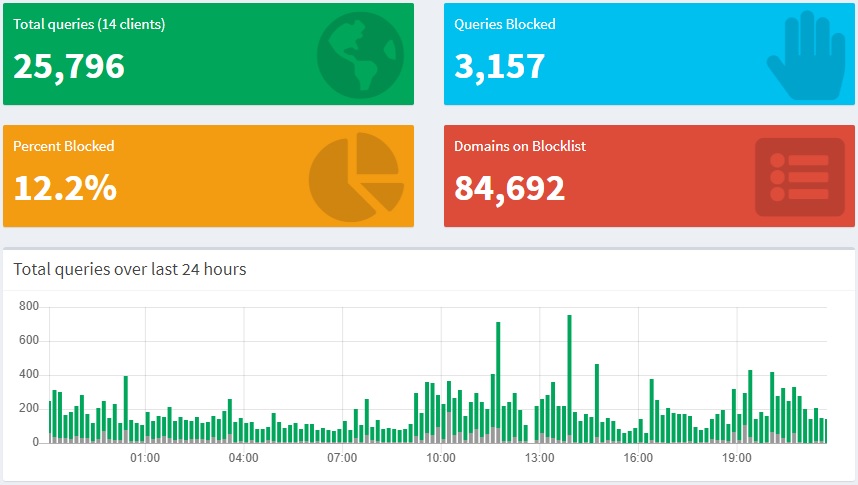 Total queries (14 clients)
25,796
Queries Blocked
3,157
Percent Blocked
12.2%
Domains on Blocklist
84,692
Total queries over last 24 hours
800
600
400
200
0
01:00 04:00 07:00 10:00 13:00 16:00 19:00